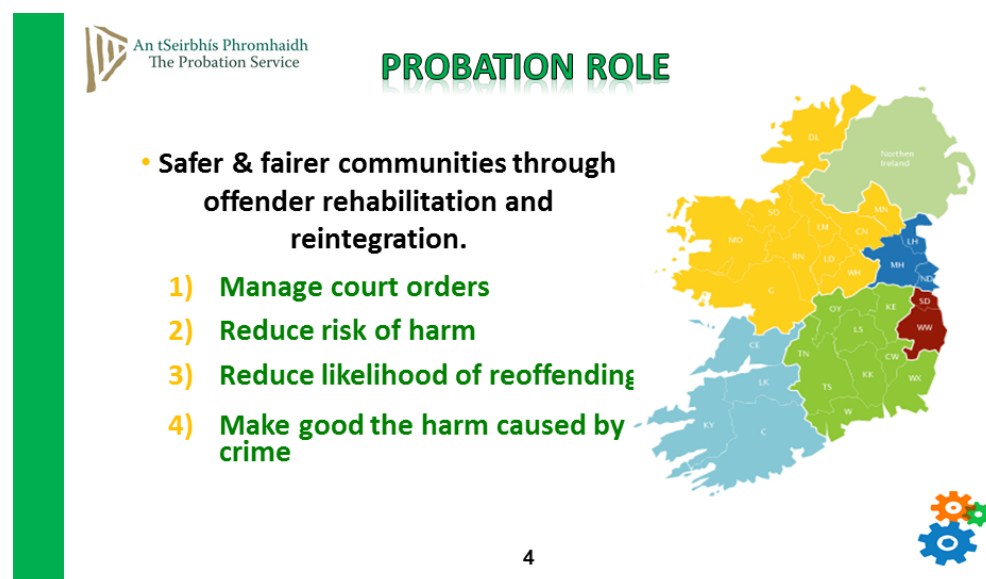 An tSeirbhís Phromhaidh
The Probation Service
PROBATION ROLE
• Safer & fairer communities through
offender rehabilitation and
reintegration.
1) Manage court orders
2) Reduce risk of harm
3) Reduce likelihood of reoffending
4) Make good the harm caused by
crime
DL
Northen
Ireland
SO
MN
MO
LM
CN
LH
RN
LD
MH
WH
ND
G
OY
KE
SD
LS
WW
CE
TN
CW
LK
TS
KK
WX
KY
C
W
4